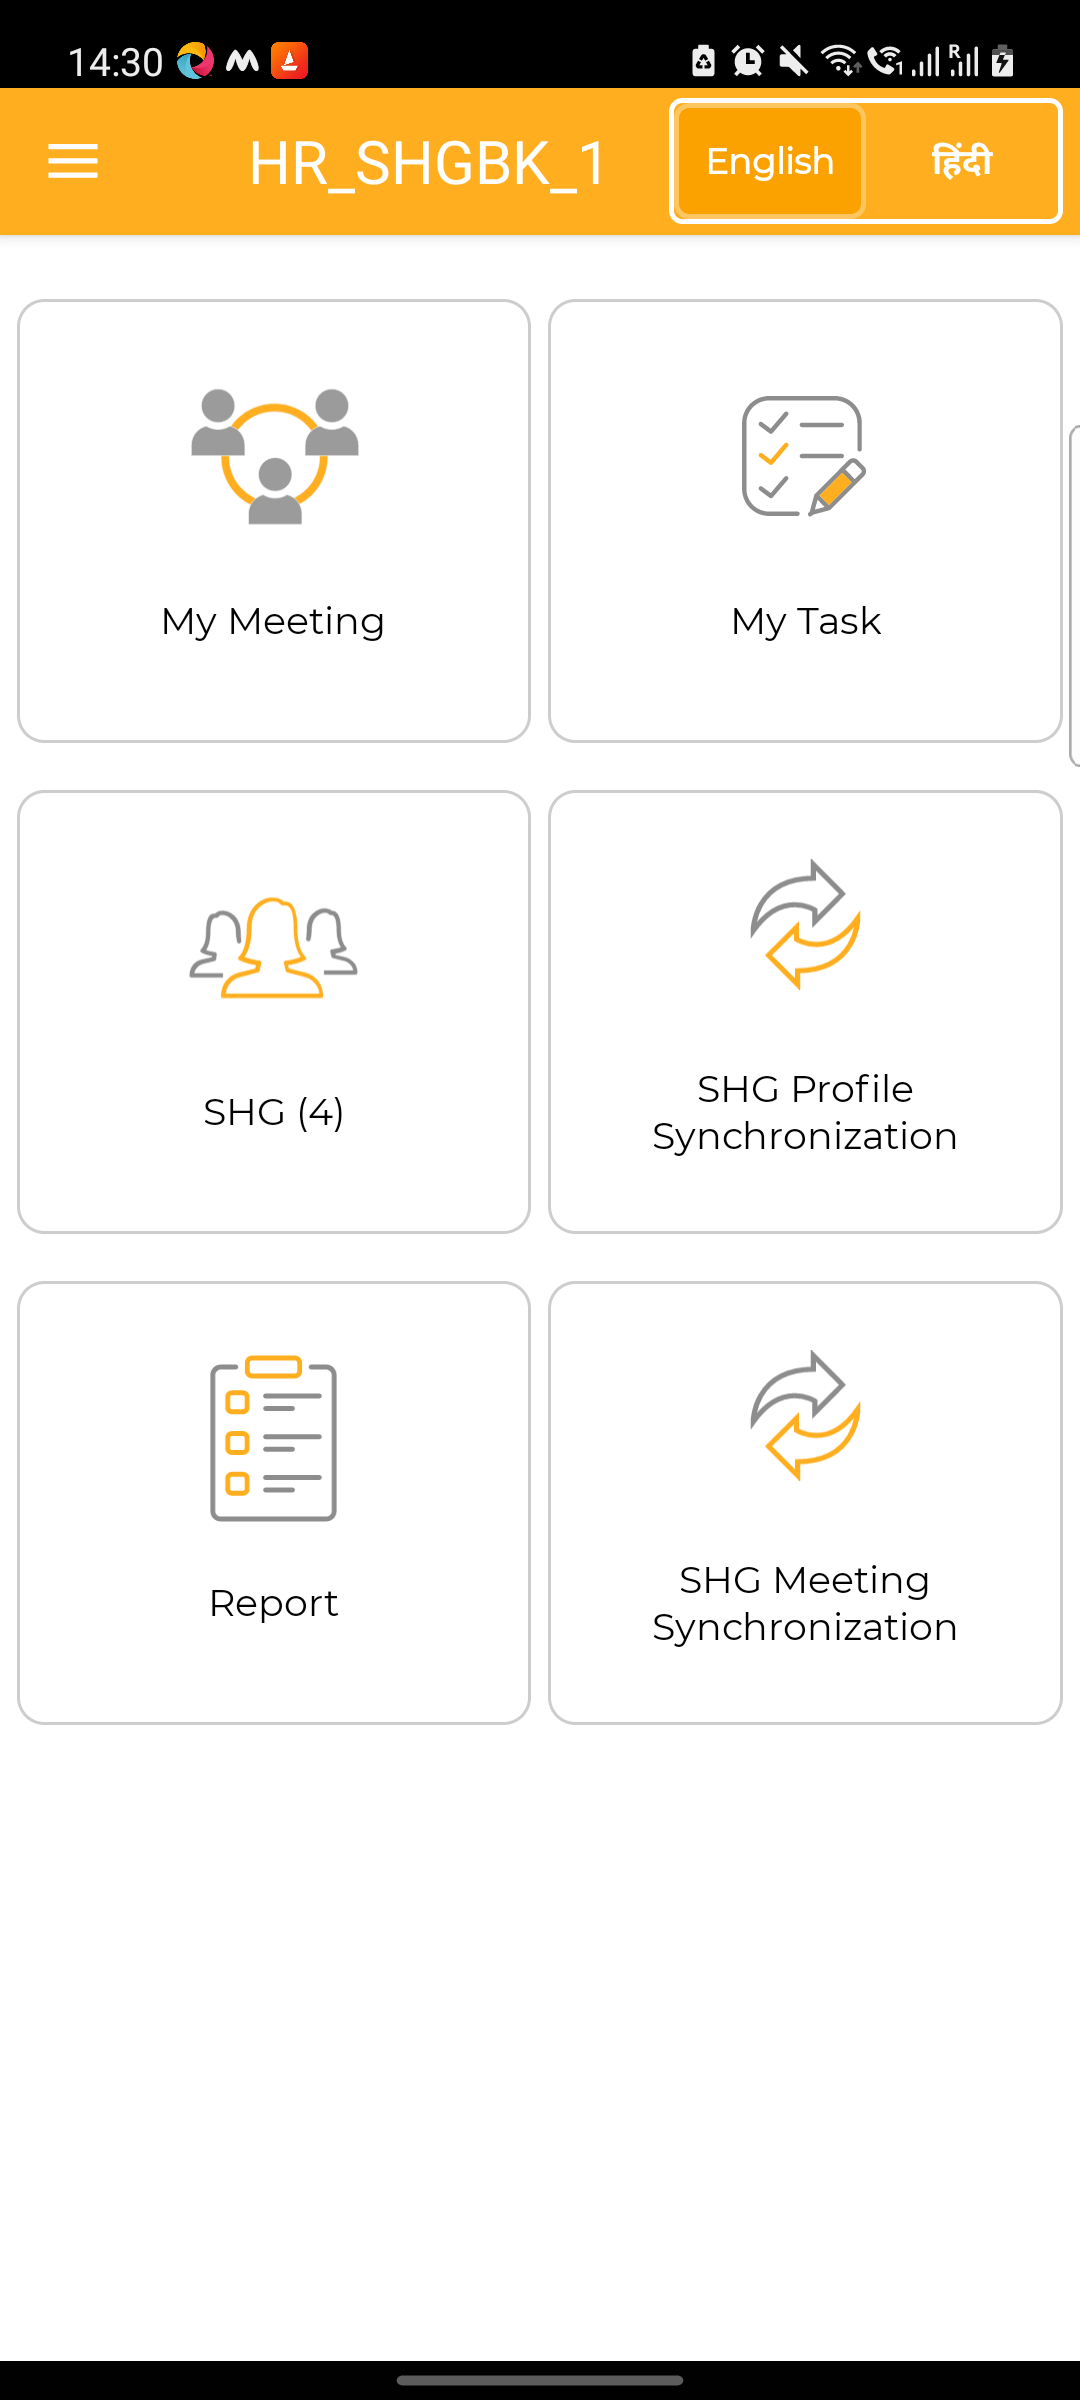 14:30
HR_SHGBK_1
English
हिंदी
My Meeting
My Task
SHG (4)
SHG Profile
Synchronization
Report
SHG Meeting
Synchronization